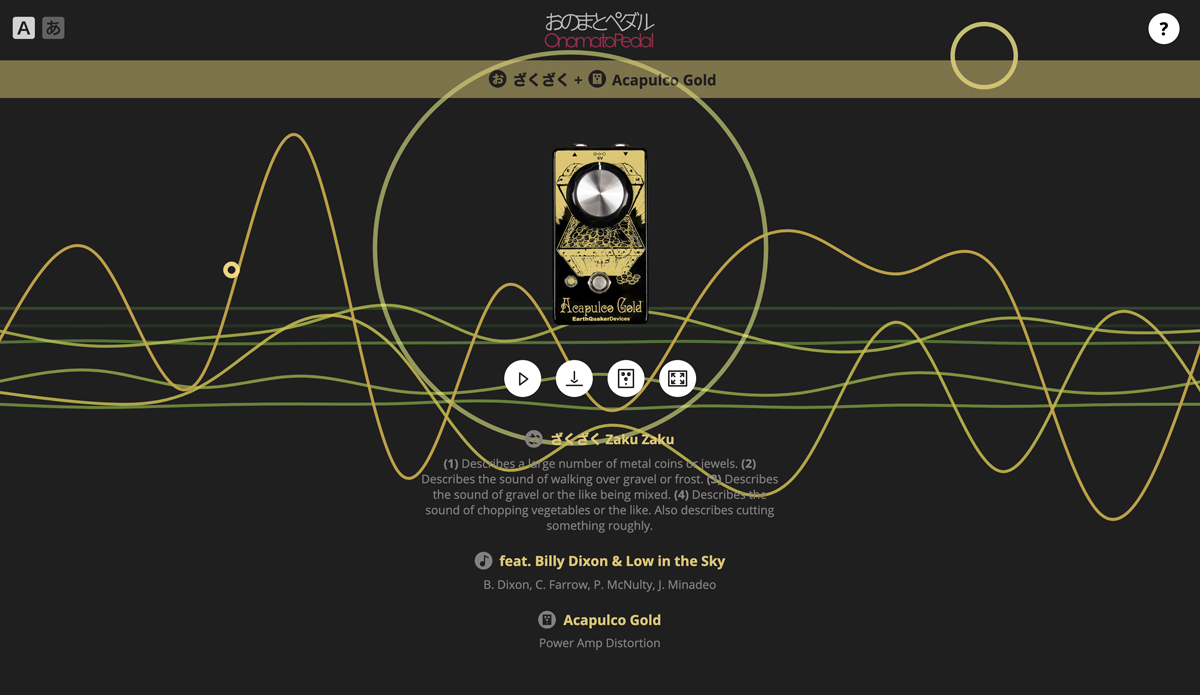 A あ
おのまとペダル
OnomatoPedal
?
お ざくざく + Acapulco Gold
9V
Acapulco Gold
EarthQuakerDevices
ざくざく Zaku Zaku
(1) Describes a large number of metal coins or jewels. (2)
Describes the sound of walking over gravel or frost. (3) Describes
the sound of gravel or the like being mixed. (4) Describes the
sound of chopping vegetables or the like. Also describes cutting
something roughly.
feat. Billy Dixon & Low in the Sky
B. Dixon, C. Farrow, P. McNulty, J. Minadeo
Acapulco Gold
Power Amp Distortion